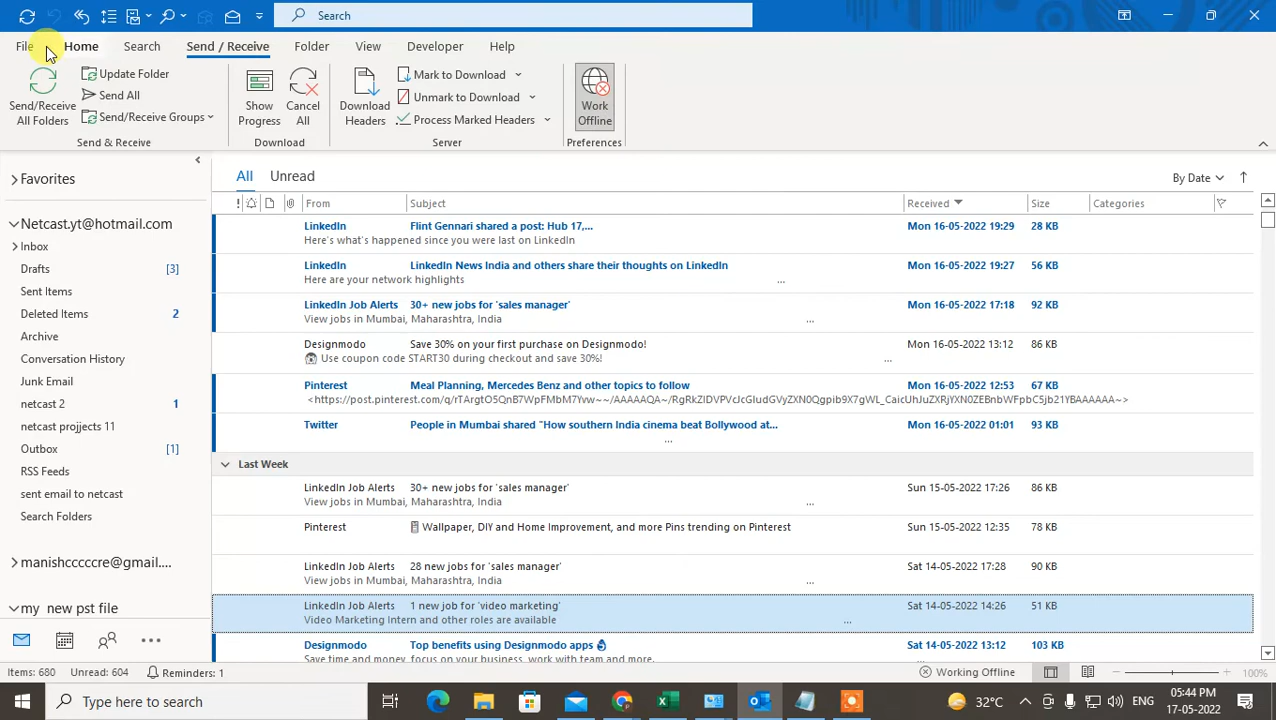 Search
File Home Search Send / Receive Folder View Developer Help
Send/Receive All Folders
Update Folder
Send All
Send/Receive Groups
Send & Receive
Show Progress
Cancel All
Download
Download Headers
Mark to Download
Unmark to Download
Process Marked Headers
Server
Work Offline
Preferences
Favorites
Netcast.yt@hotmail.com
Inbox
Drafts [3]
Sent Items
Deleted Items 2
Archive
Conversation History
Junk Email
netcast 2 1
netcast projjects 11
Outbox [1]
RSS Feeds
sent email to netcast
Search Folders
manishcccccre@gmail....
my new pst file
All Unread By Date
! From Subject Received Size Categories
LinkedIn Flint Gennari shared a post: Hub 17,... Mon 16-05-2022 19:29 28 KB
Here's what's happened since you were last on LinkedIn
LinkedIn LinkedIn News India and others share their thoughts on LinkedIn Mon 16-05-2022 19:27 56 KB
Here are your network highlights ...
LinkedIn Job Alerts 30+ new jobs for 'sales manager' Mon 16-05-2022 17:18 92 KB
View jobs in Mumbai, Maharashtra, India ...
Designmodo Save 30% on your first purchase on Designmodo! Mon 16-05-2022 13:12 86 KB
Use coupon code START30 during checkout and save 30%! ...
Pinterest Meal Planning, Mercedes Benz and other topics to follow Mon 16-05-2022 12:53 67 KB
Twitter People in Mumbai shared "How southern India cinema beat Bollywood at... Mon 16-05-2022 01:01 93 KB
...
Last Week
LinkedIn Job Alerts 30+ new jobs for 'sales manager' Sun 15-05-2022 17:26 86 KB
View jobs in Mumbai, Maharashtra, India ...
Pinterest Wallpaper, DIY and Home Improvement, and more Pins trending on Pinterest Sun 15-05-2022 12:35 78 KB
LinkedIn Job Alerts 28 new jobs for 'sales manager' Sat 14-05-2022 17:28 90 KB
View jobs in Mumbai, Maharashtra, India ...
LinkedIn Job Alerts 1 new job for 'video marketing' Sat 14-05-2022 14:26 51 KB
Video Marketing Intern and other roles are available ...
Designmodo Top benefits using Designmodo apps Sat 14-05-2022 13:12 103 KB
Save time and money, focus on your business, work with team and more.
Items: 680 Unread: 604 Reminders: 1 Working Offline 100%
Type here to search 32°C ENG 05:44 PM
17-05-2022